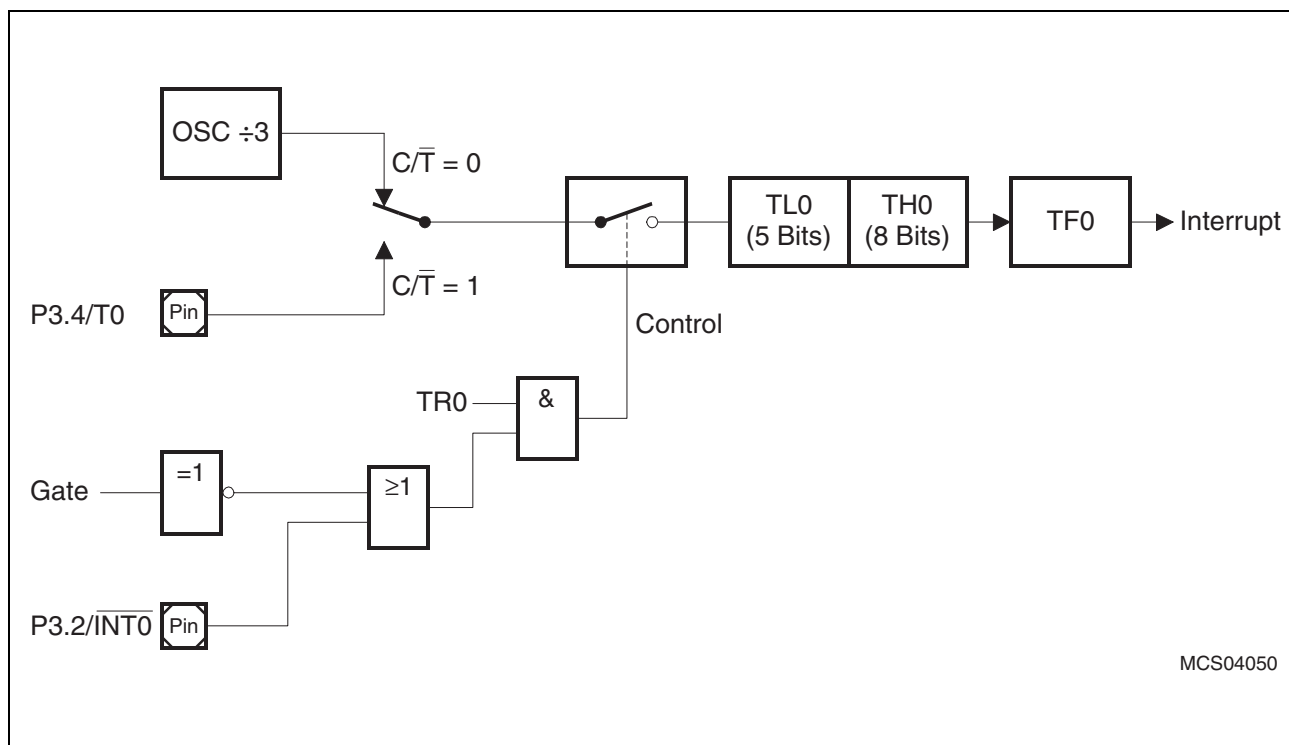 OSC ÷3
C/T̅ = 0
TL0
(5 Bits)
TH0
(8 Bits)
TF0
Interrupt
C/T̅ = 1
P3.4/T0
Pin
Control
TR0
&
Gate
=1
≥1
P3.2/I̅N̅T̅0̅
Pin
MCS04050